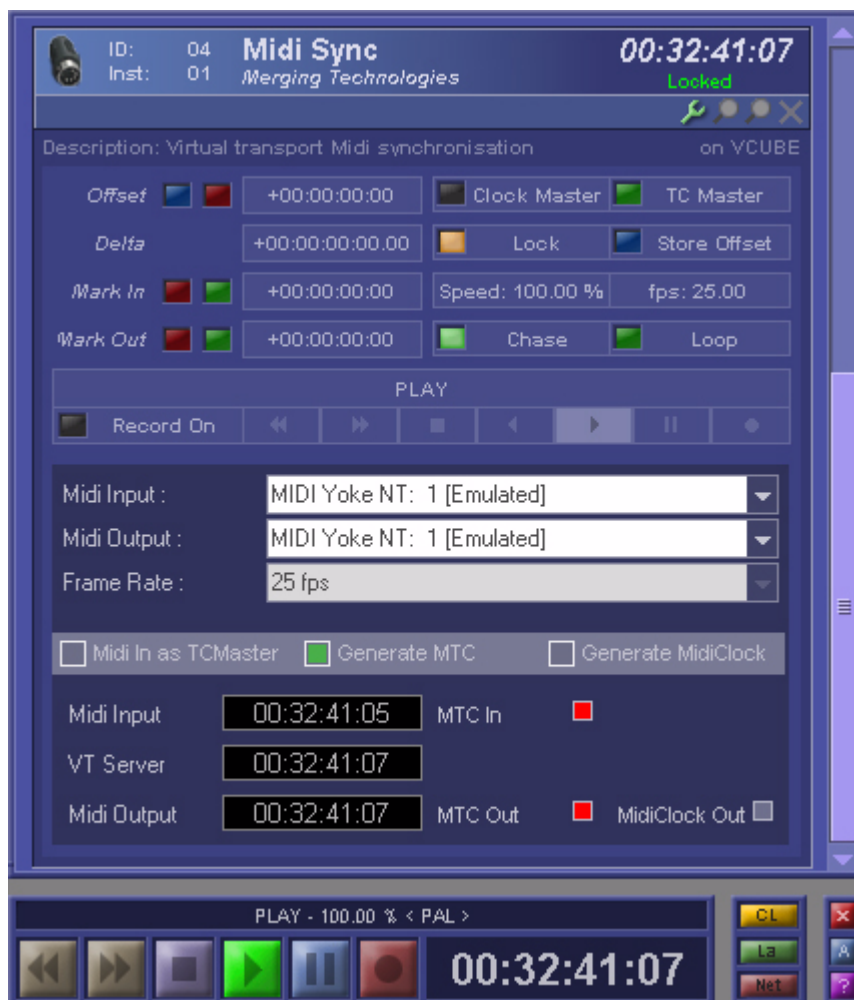 ID: 04 Midi Sync 00:32:41:07
Inst: 01 Merging Technologies Locked
Description: Virtual transport Midi synchronisation on VCUBE
Offset +00:00:00:00 Clock Master TC Master
Delta +00:00:00:00.00 Lock Store Offset
Mark In +00:00:00:00 Speed: 100.00 % fps: 25.00
Mark Out +00:00:00:00 Chase Loop
PLAY
Record On
Midi Input : MIDI Yoke NT: 1 [Emulated]
Midi Output : MIDI Yoke NT: 1 [Emulated]
Frame Rate : 25 fps
Midi In as TCMaster Generate MTC Generate MidiClock
Midi Input 00:32:41:05 MTC In
VT Server 00:32:41:07
Midi Output 00:32:41:07 MTC Out MidiClock Out
PLAY - 100.00 % < PAL >
CL
00:32:41:07 La A
Net ?